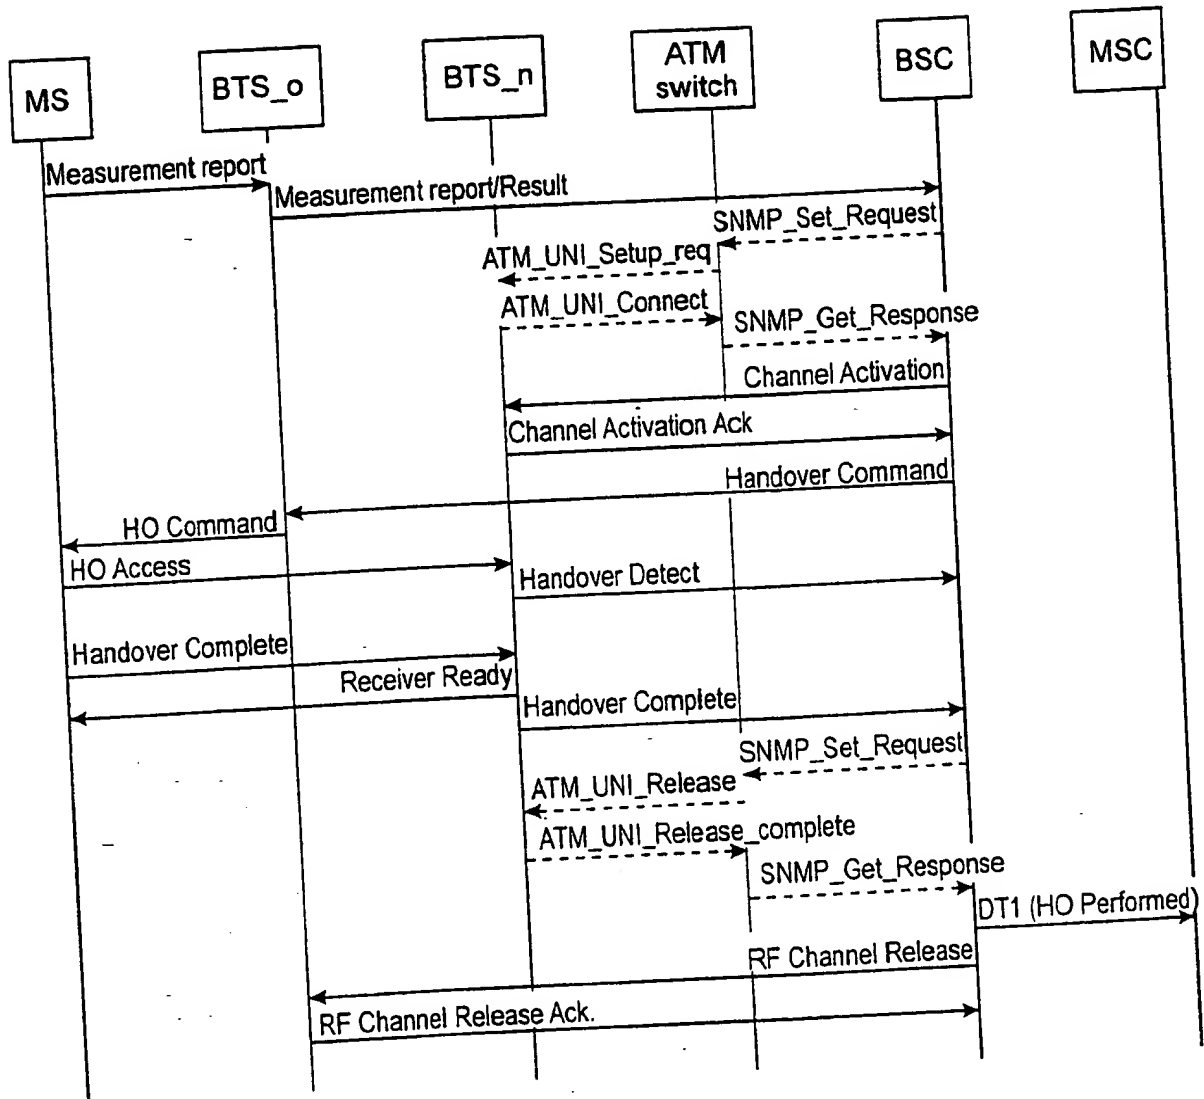 MS
BTS_o
BTS_n
ATM
switch
BSC
MSC
Measurement report
Measurement report/Result
SNMP_Set_Request
ATM_UNI_Setup_req
ATM_UNI_Connect
SNMP_Get_Response
Channel Activation
Channel Activation Ack
Handover Command
HO Command
HO Access
Handover Detect
Handover Complete
Receiver Ready
Handover Complete
SNMP_Set_Request
ATM_UNI_Release
ATM_UNI_Release_complete
SNMP_Get_Response
DT1 (HO Performed)
RF Channel Release
RF Channel Release Ack.